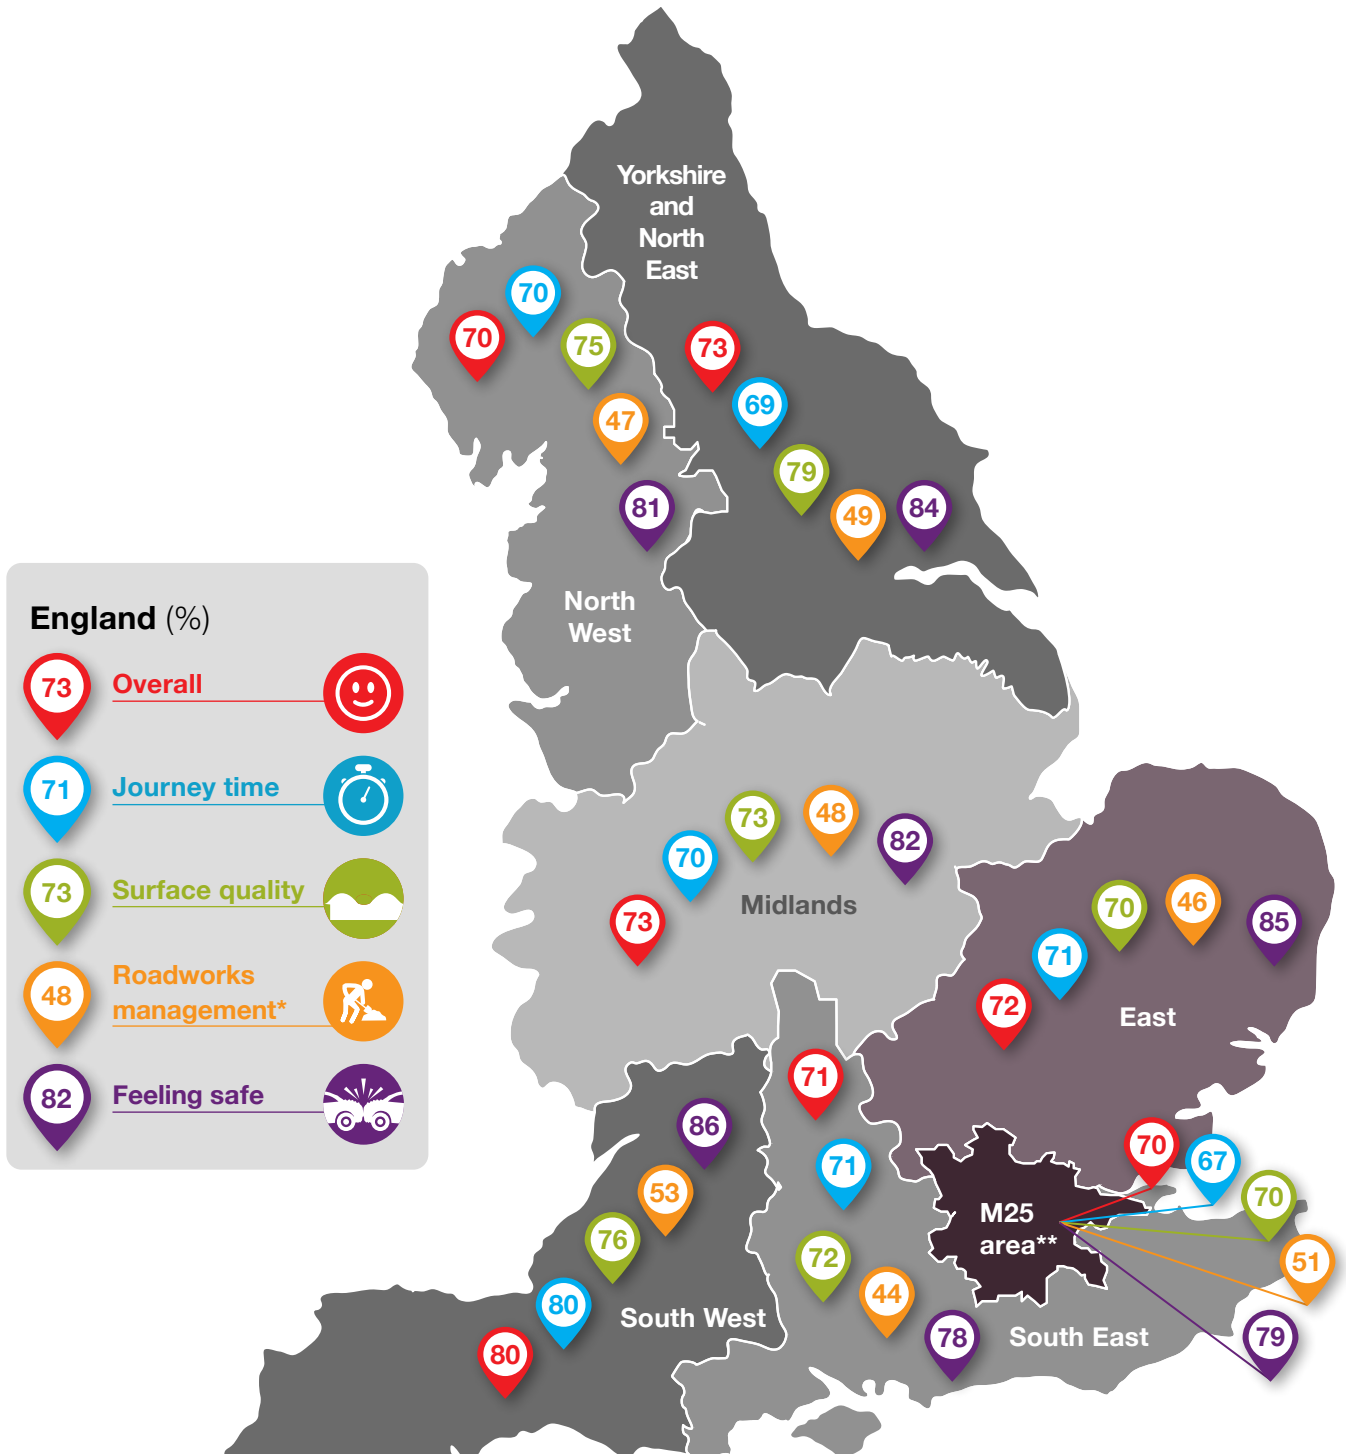 Yorkshire
and
North
East
70
70
75
47
81
North
West
73
69
79
49
84
England (%)
73 Overall
71 Journey time
73 Surface quality
48 Roadworks
management*
82 Feeling safe
73
70
73
48
82
Midlands
72
71
70
46
85
East
86
53
76
80
80
South West
71
71
72
44
78
South East
M25
area**
70
67
70
51
79